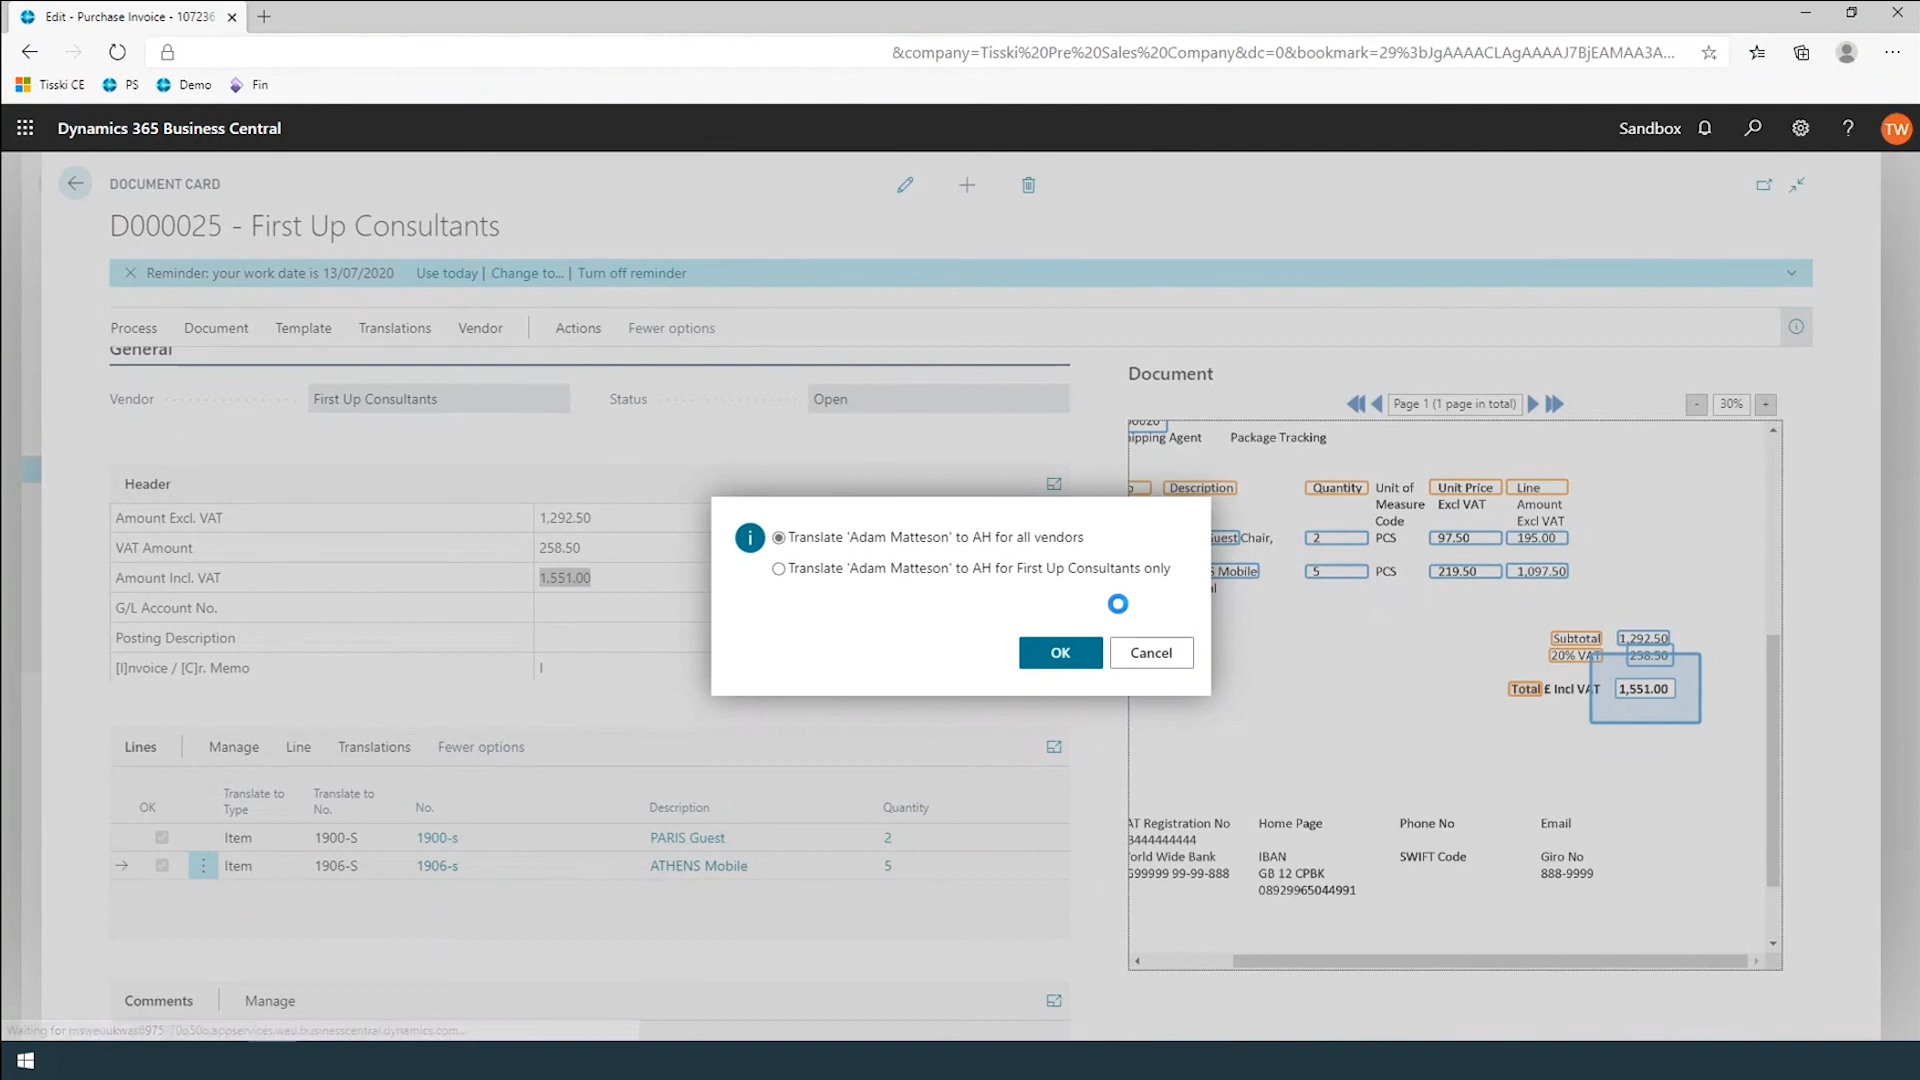 Edit - Purchase Invoice - 107236
&company=Tisski%20Pre%20Sales%20Company&dc=0&bookmark=29%3bJgAAAACLAgAAAAJ7BjEAMAA3A...
Tisski CE PS Demo Fin
Dynamics 365 Business Central
Sandbox ? TW
DOCUMENT CARD
D000025 - First Up Consultants
Reminder: your work date is 13/07/2020 Use today | Change to... | Turn off reminder
Process Document Template Translations Vendor Actions Fewer options
General
Vendor First Up Consultants Status Open
Document
Page 1 (1 page in total) - 30% +
Header
Amount Excl. VAT 1,292.50
VAT Amount 258.50
Amount Incl. VAT 1,551.00
G/L Account No.
Posting Description
[I]nvoice / [C]r. Memo I
Translate 'Adam Matteson' to AH for all vendors
Translate 'Adam Matteson' to AH for First Up Consultants only
OK Cancel
Package Tracking
Description Quantity Unit of Unit Price Line
Measure Excl VAT Amount
Code Excl VAT
Chair, 2 PCS 97.50 195.00
Mobile 5 PCS 219.50 1,097.50
Subtotal 1,292.50
20% VAT 258.50
Total £ Incl VAT 1,551.00
Registration No Home Page Phone No Email
Wide Bank IBAN SWIFT Code Giro No
99-99-888 GB 12 CPBK 888-9999
08929965044991
Lines Manage Line Translations Fewer options
OK Translate to Type Translate to No. No. Description Quantity
Item 1900-S 1900-s PARIS Guest 2
Item 1906-S 1906-s ATHENS Mobile 5
Comments Manage